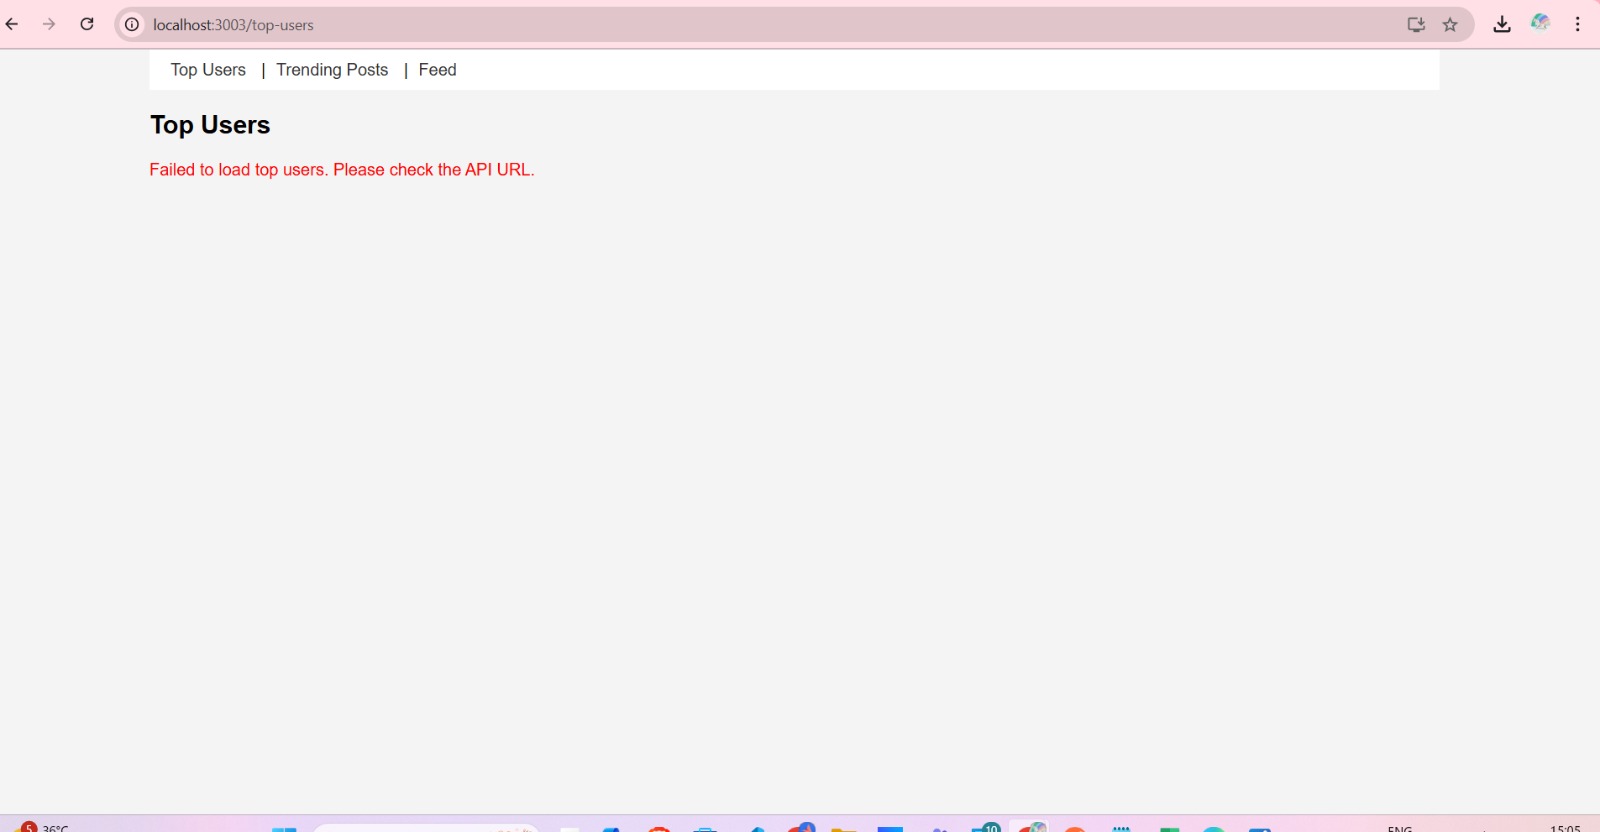 localhost:3003/top-users
Top Users | Trending Posts | Feed
Top Users
Failed to load top users. Please check the API URL.
5 36°C
10
ENG 15:05